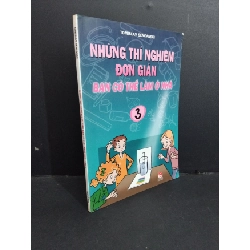 NHỮNG THÍ NGHIỆM
ĐƠN GIẢN
BẠN CÓ THỂ LÀM Ở NHÀ
3